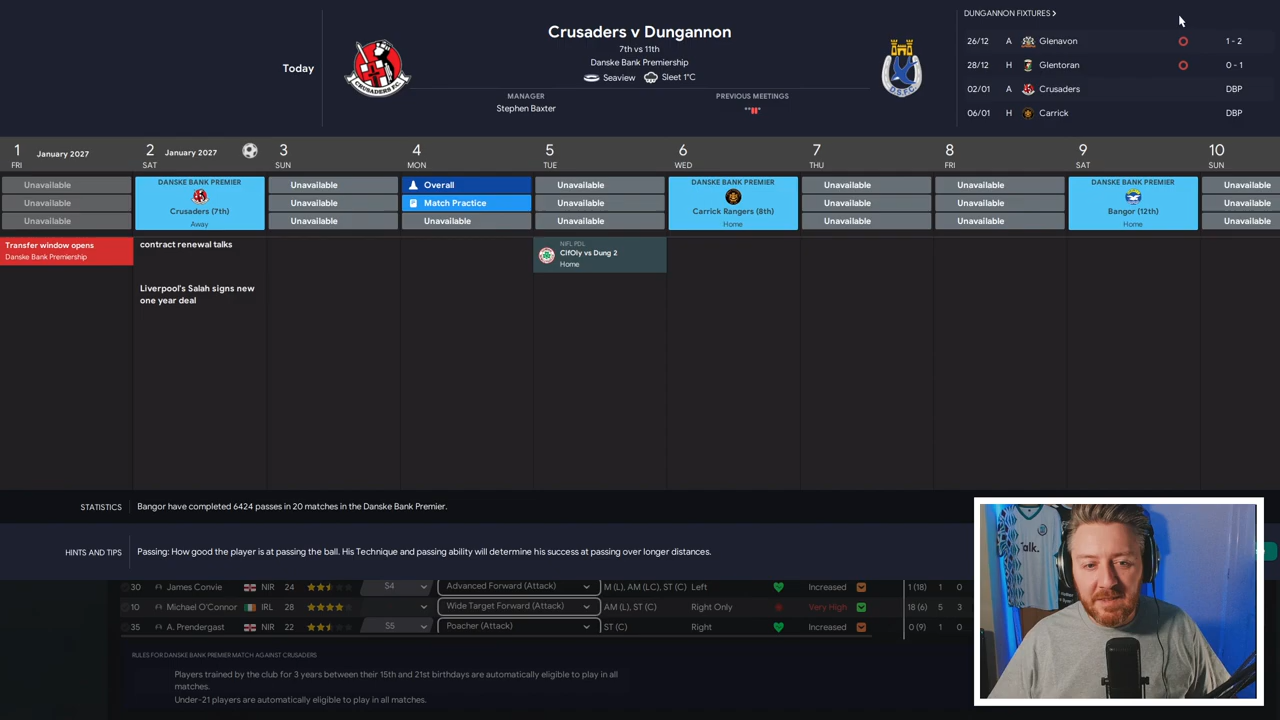 Today
CRUSADERS F.C.
Crusaders v Dungannon
7th vs 11th
Danske Bank Premiership
Seaview Sleet 1°C
MANAGER
Stephen Baxter
PREVIOUS MEETINGS
DUNGANNON FIXTURES >
26/12 A Glenavon 1 - 2
28/12 H Glentoran 0 - 1
02/01 A Crusaders DBP
06/01 H Carrick DBP
1 January 2027
FRI
2 January 2027
SAT
3
SUN
4
MON
5
TUE
6
WED
7
THU
8
FRI
9
SAT
10
SUN
Unavailable
Unavailable
Unavailable
DANSKE BANK PREMIER
Crusaders (7th)
Away
Unavailable
Unavailable
Unavailable
Overall
Match Practice
Unavailable
Unavailable
Unavailable
Unavailable
DANSKE BANK PREMIER
Carrick Rangers (8th)
Home
Unavailable
Unavailable
Unavailable
Unavailable
Unavailable
Unavailable
DANSKE BANK PREMIER
Bangor (12th)
Home
Unavailable
Unavailable
Unavailable
Transfer window opens
Danske Bank Premiership
contract renewal talks
Liverpool's Salah signs new
one year deal
NIFL PDL
ClfOly vs Dung 2
Home
STATISTICS Bangor have completed 6424 passes in 20 matches in the Danske Bank Premier.
HINTS AND TIPS Passing: How good the player is at passing the ball. His Technique and passing ability will determine his success at passing over longer distances.
30 James Convie NIR 24 S4 Advanced Forward (Attack) M (L), AM (LC), ST (C) Left Increased 1 (18) 1 0
10 Michael O'Connor IRL 28 Wide Target Forward (Attack) AM (L), ST (C) Right Only Very High 18 (6) 5 3
35 A. Prendergast NIR 22 S5 Poacher (Attack) ST (C) Right Increased 0 (9) 1 0
RULES FOR DANSKE BANK PREMIER MATCH AGAINST CRUSADERS
Players trained by the club for 3 years between their 15th and 21st birthdays are automatically eligible to play in all
matches.
Under-21 players are automatically eligible to play in all matches.
Talk.